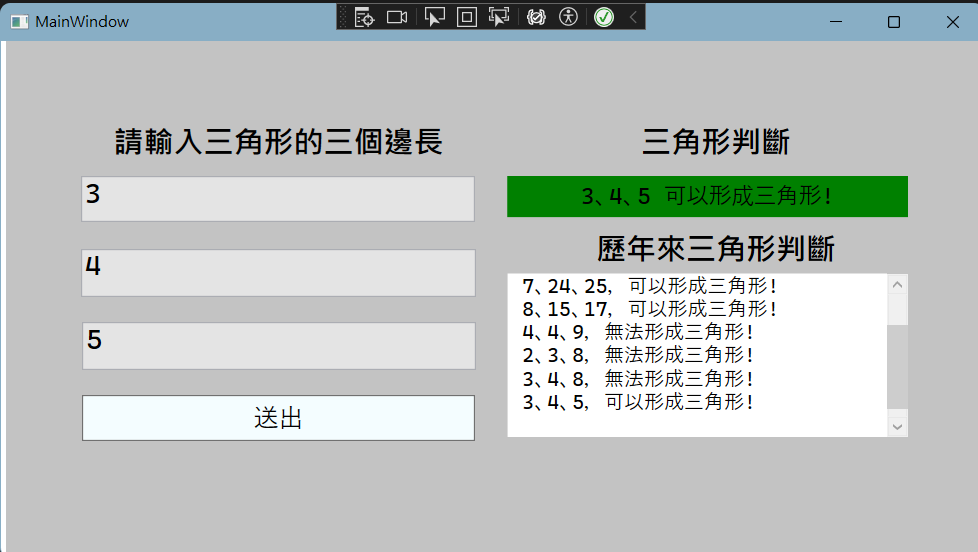 MainWindow
請輸入三角形的三個邊長
3
4
5
送出
三角形判斷
3、4、5 可以形成三角形!
歷年來三角形判斷
7、24、25, 可以形成三角形!
8、15、17, 可以形成三角形!
4、4、9, 無法形成三角形!
2、3、8, 無法形成三角形!
3、4、8, 無法形成三角形!
3、4、5, 可以形成三角形!